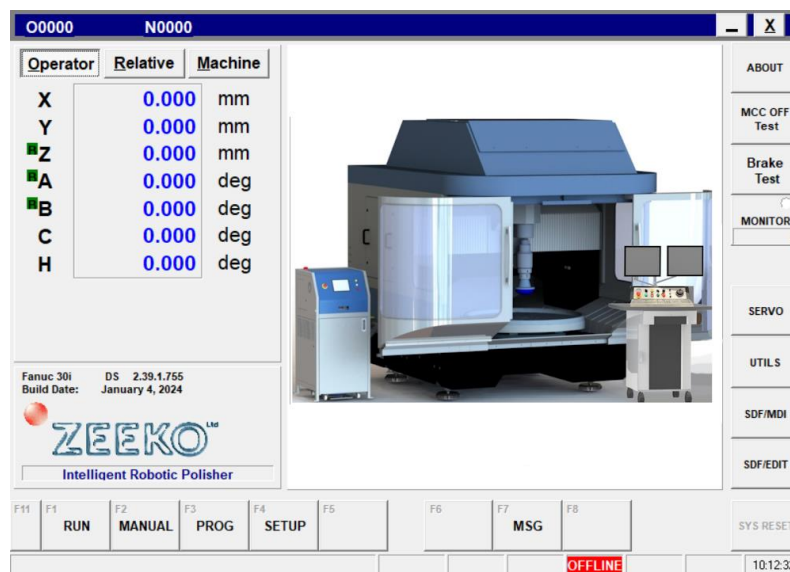 O0000 N0000
_ X
Operator Relative Machine
X 0.000 mm
Y 0.000 mm
Z 0.000 mm
A 0.000 deg
B 0.000 deg
C 0.000 deg
H 0.000 deg
Fanuc 30i DS 2.39.1.755
Build Date: January 4, 2024
ZEEKO Ltd
Intelligent Robotic Polisher
ABOUT
MCC OFF
Test
Brake
Test
MONITOR
SERVO
UTILS
SDF/MDI
SDF/EDIT
SYS RESET
F11 F1 F2 F3 F4 F5 F6 F7 F8
RUN MANUAL PROG SETUP MSG
OFFLINE